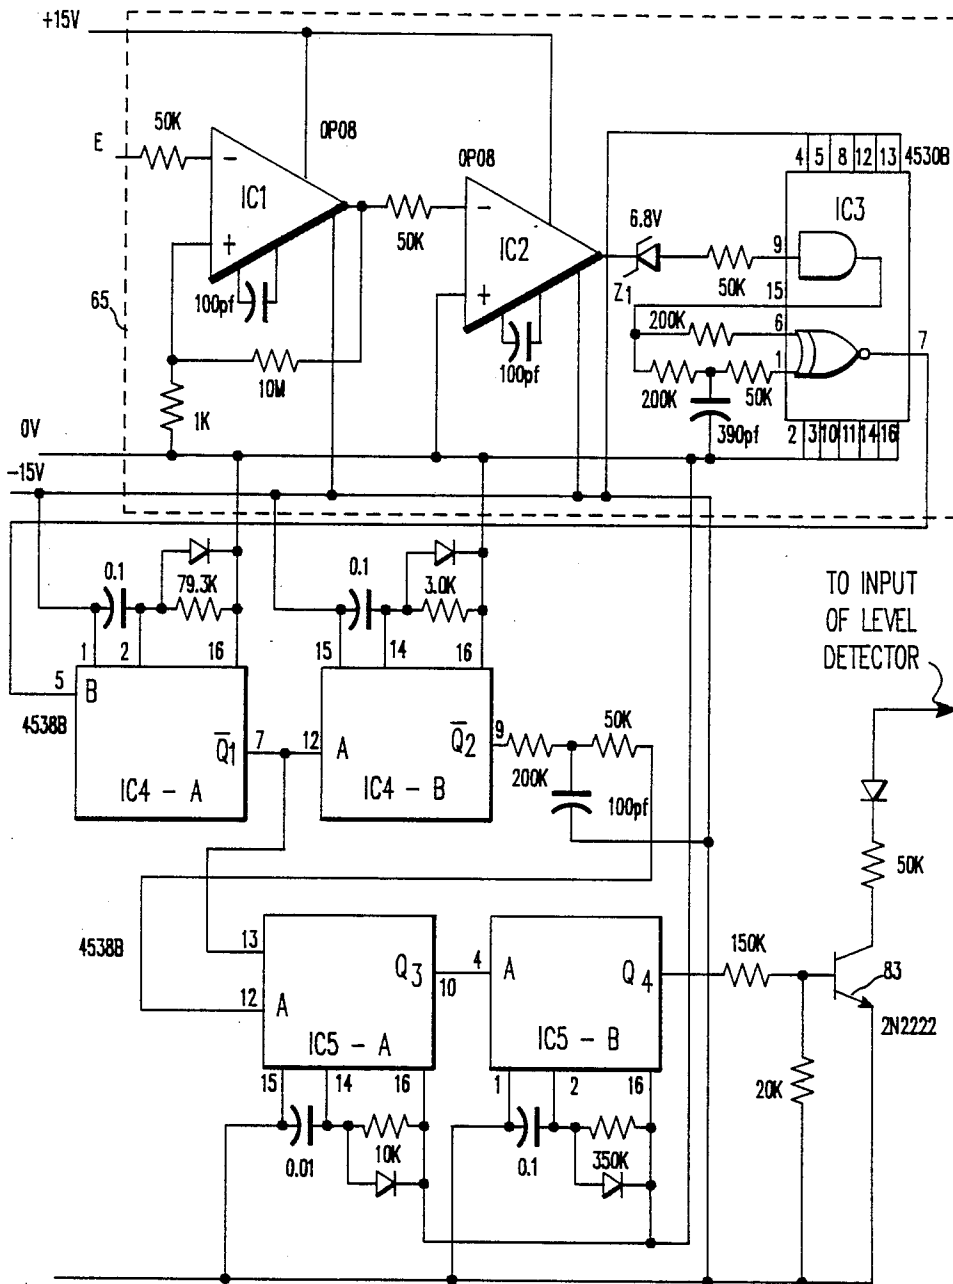 +15V
E
50K
OP08
IC1
-
+
100pf
65
10M
1K
50K
OP08
IC2
-
+
100pf
6.8V
Z1
50K
4 5 8 12 13 4530B
IC3
9
15
200K
6
200K
50K
1
7
390pf
2 3 10 11 14 16
0V
-15V
0.1
79.3K
1 2 16
5 B
4538B
Q̅1 7
IC4 - A
0.1
3.0K
15 14 16
12 A
Q̅2 9
IC4 - B
200K
50K
100pf
TO INPUT
OF LEVEL
DETECTOR
50K
4538B
13
12 A
Q3
10
IC5 - A
15 14 16
0.01
10K
4 A
Q4
IC5 - B
1 2 16
0.1
350K
150K
83
2N2222
20K